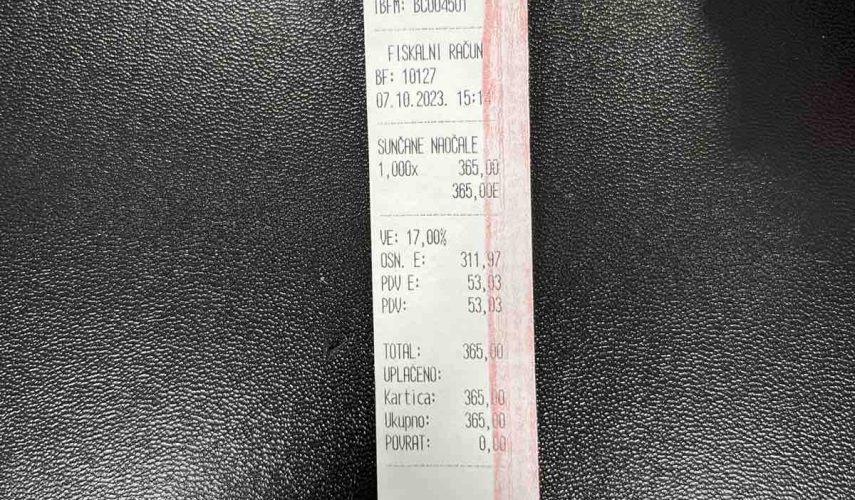 IBFM: BC004501
FISKALNI RAČUN
BF: 10127
07.10.2023. 15:14
SUNČANE NAOČALE
1,000x 365,00
365,00E
VE: 17,00%
OSN. E: 311,97
PDV E: 53,03
PDV: 53,03
TOTAL: 365,00
UPLAĆENO:
Kartica: 365,00
Ukupno: 365,00
POVRAT: 0,00